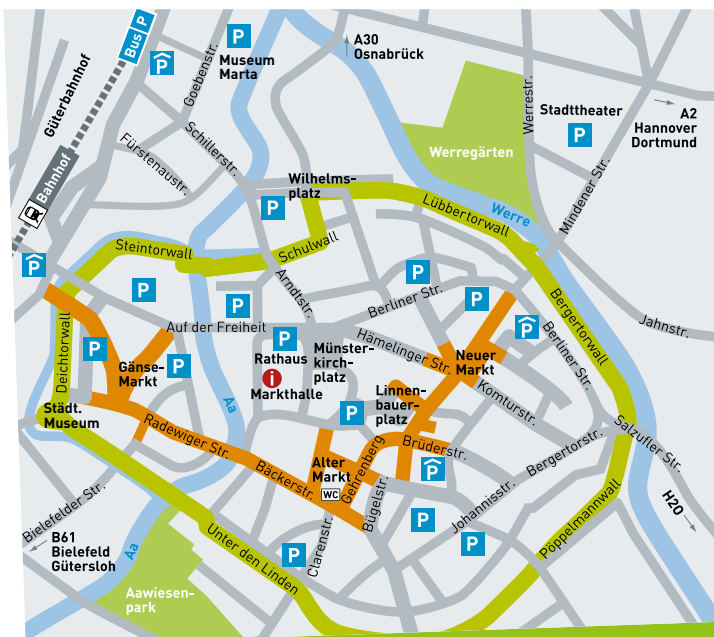 Bus P
P
P
Museum
Marta
A30
Osnabrück
Güterbahnhof
Goebenstr.
Werrestr.
Stadttheater
P
A2
Hannover
Dortmund
Fürstenaustr.
Schillerstr.
Werregärten
Bahnhof
Mindener Str.
Wilhelms-
platz
P
Lübbertorwall
Werre
Steintorwall
Schulwall
P
P
Arndtstr.
P
P
Berliner Str.
P
Bergertorwall
Jahnstr.
Auf der Freiheit
P
Hämelinger Str.
P
Berliner Str.
Deichtorwall
P
Gänse-
Markt
P
Rathaus
i
Markthalle
Münster-
kirch-
platz
Neuer
Markt
Komturstr.
Linnen-
bauer-
platz
Städt.
Museum
Aa
P
Radewiger Str.
Brüderstr.
Salzufler Str.
Bäckerstr.
Alter
Markt
WC
Gehrenberg
P
Bergertorstr.
Bielefelder Str.
Bügelstr.
P
Johannisstr.
H20
B61
Bielefeld
Gütersloh
Aa
Unter den Linden
P
Clarenstr.
P
Pöppelmannwall
Aawiesen-
park